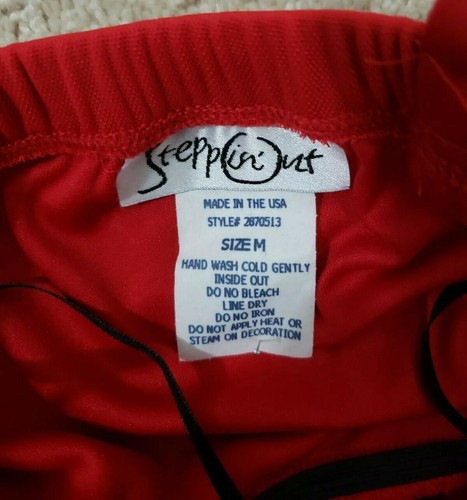 Steppin' Out
MADE IN THE USA
STYLE# 2870513
SIZE M
HAND WASH COLD GENTLY
INSIDE OUT
DO NO BLEACH
LINE DRY
DO NO IRON
DO NOT APPLY HEAT OR
STEAM ON DECORATION